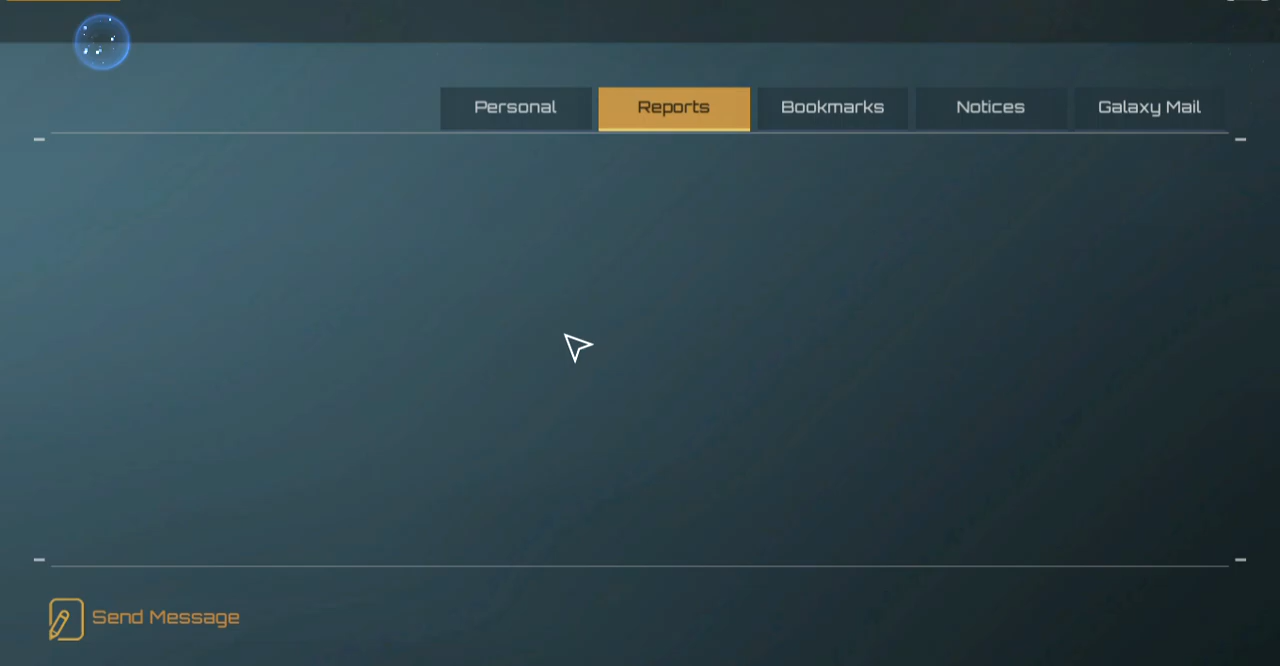 Personal
Reports
Bookmarks
Notices
Galaxy Mail
Send Message